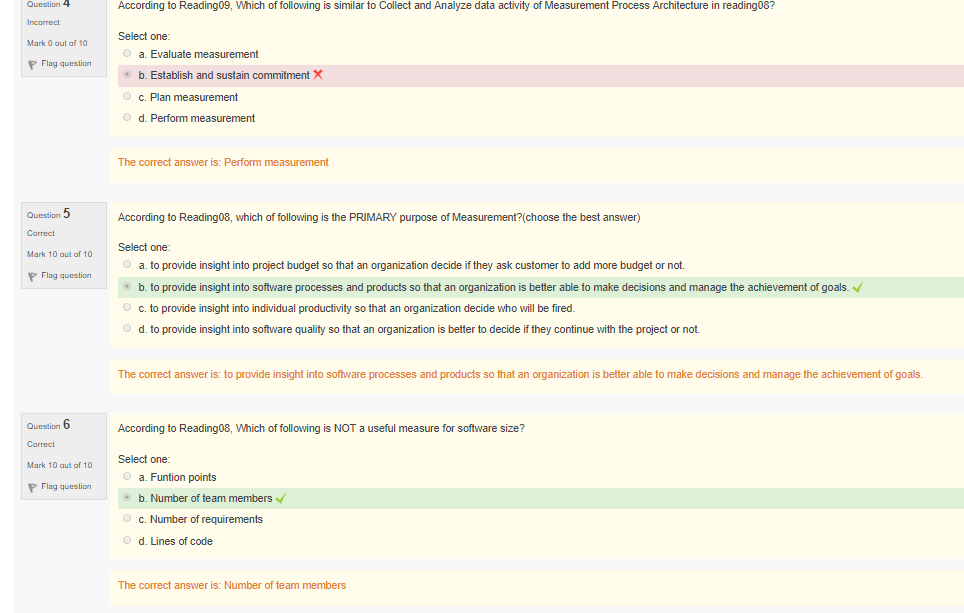 Question 4
Incorrect
Mark 0 out of 10
Flag question
According to Reading09, Which of following is similar to Collect and Analyze data activity of Measurement Process Architecture in reading08?
Select one:
a. Evaluate measurement
b. Establish and sustain commitment
c. Plan measurement
d. Perform measurement
The correct answer is: Perform measurement
Question 5
Correct
Mark 10 out of 10
Flag question
According to Reading08, which of following is the PRIMARY purpose of Measurement?(choose the best answer)
Select one:
a. to provide insight into project budget so that an organization decide if they ask customer to add more budget or not.
b. to provide insight into software processes and products so that an organization is better able to make decisions and manage the achievement of goals.
c. to provide insight into individual productivity so that an organization decide who will be fired.
d. to provide insight into software quality so that an organization is better to decide if they continue with the project or not.
The correct answer is: to provide insight into software processes and products so that an organization is better able to make decisions and manage the achievement of goals.
Question 6
Correct
Mark 10 out of 10
Flag question
According to Reading08, Which of following is NOT a useful measure for software size?
Select one:
a. Funtion points
b. Number of team members
c. Number of requirements
d. Lines of code
The correct answer is: Number of team members